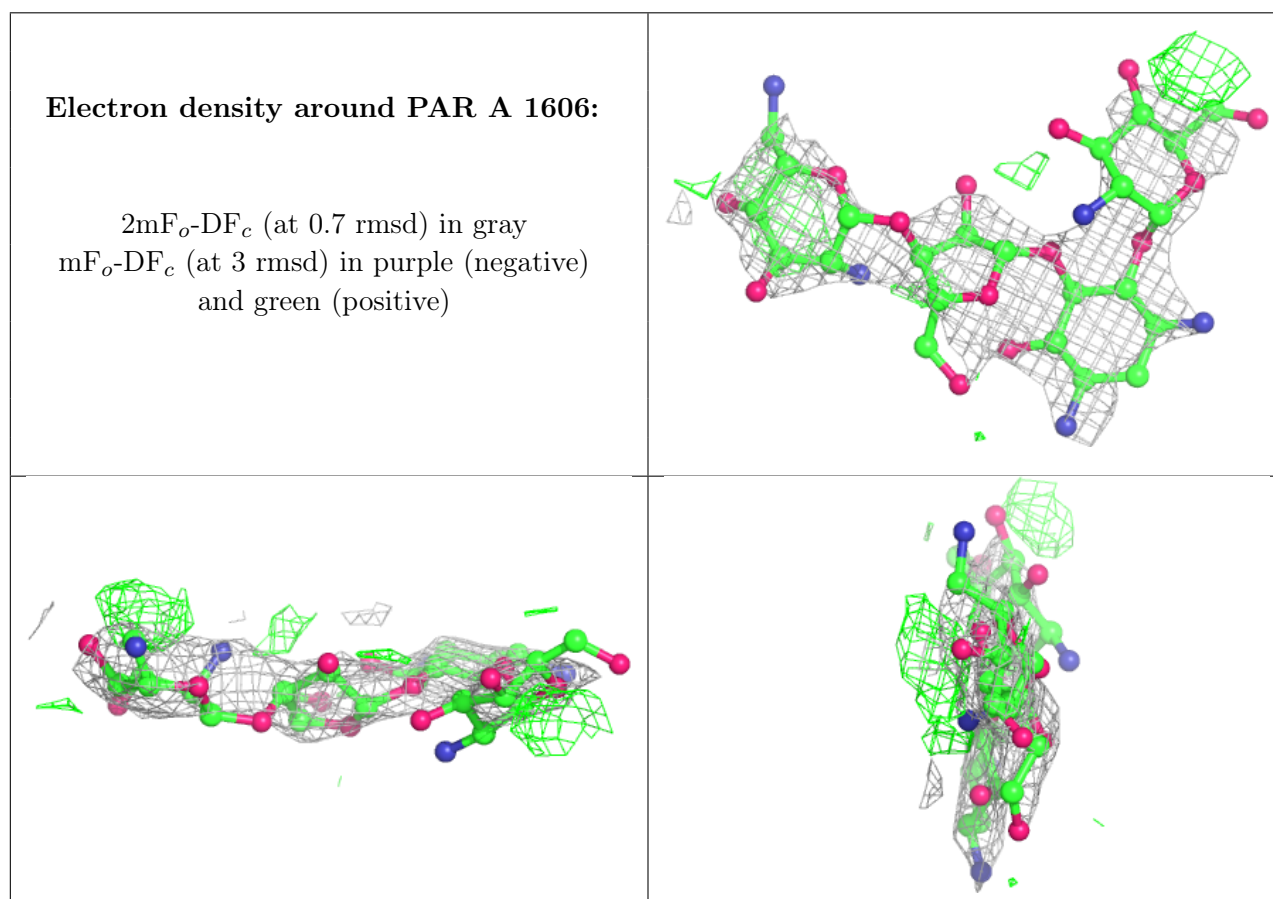 Electron density around PAR A 1606:
2mFo-DFc (at 0.7 rmsd) in gray
mFo-DFc (at 3 rmsd) in purple (negative)
and green (positive)